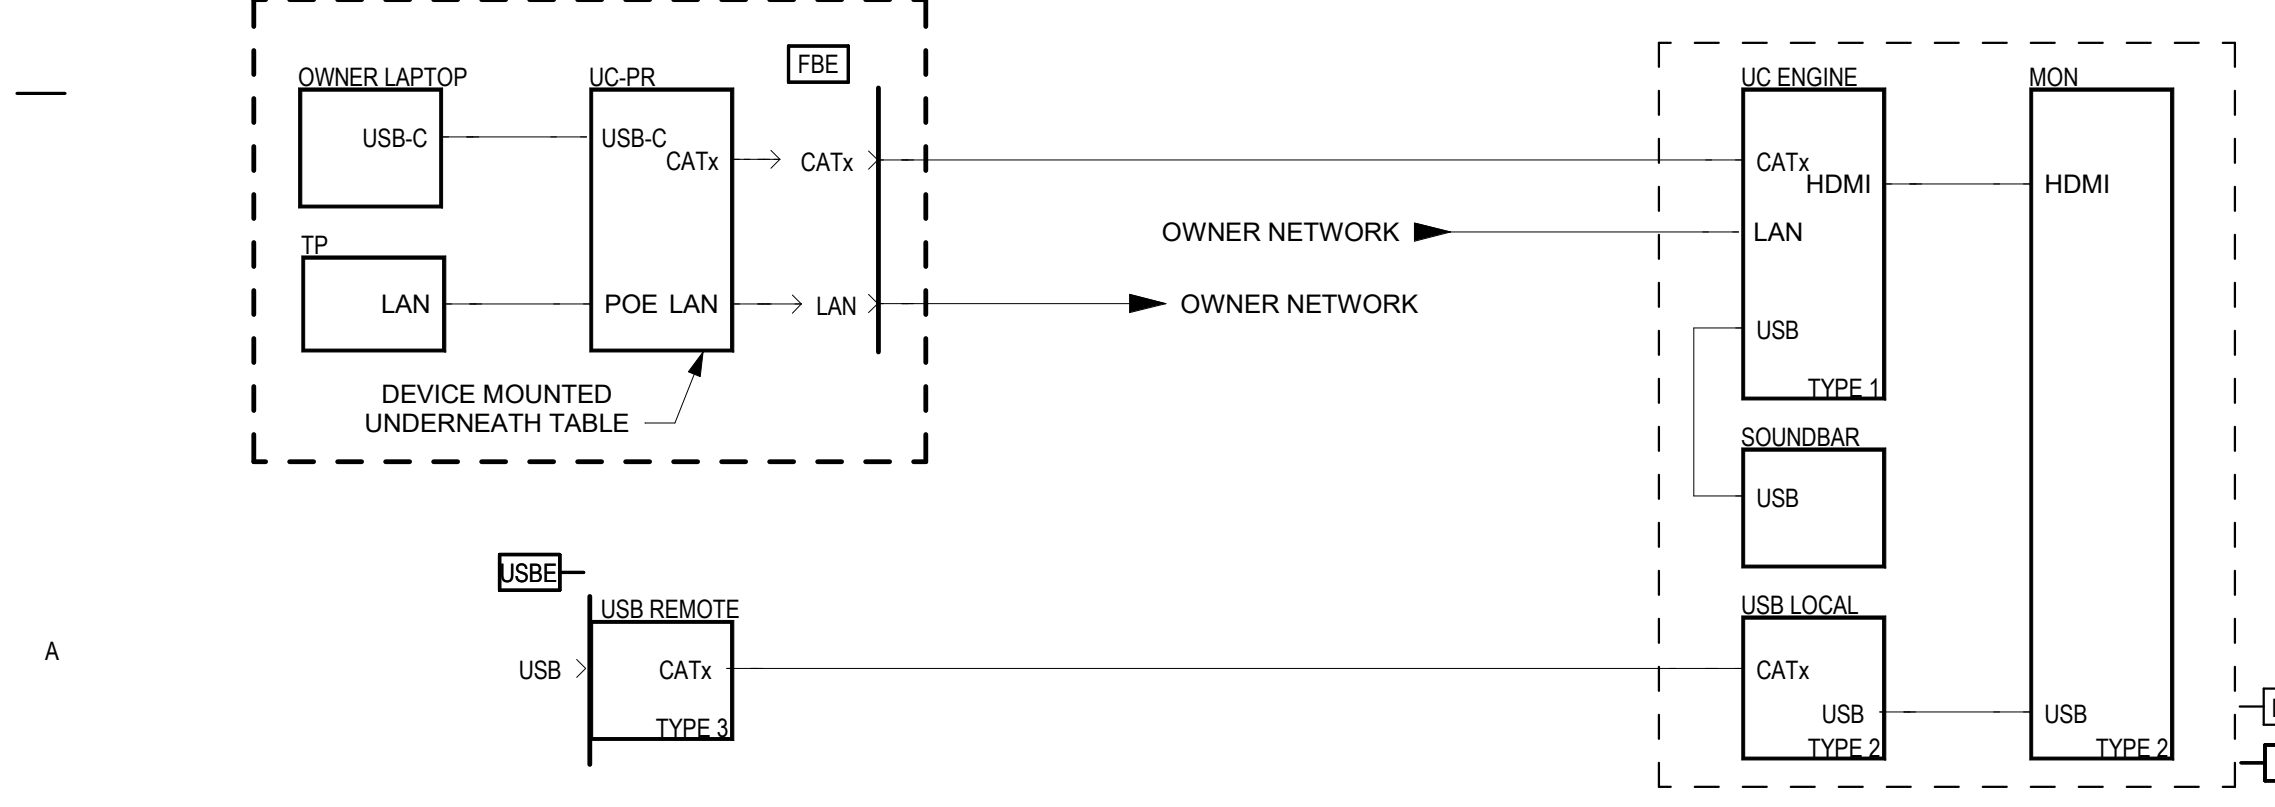 FBE
OWNER LAPTOP
USB-C
UC-PR
USB-C
CATx
CATx
TP
LAN
POE LAN
LAN
DEVICE MOUNTED
UNDERNEATH TABLE
OWNER NETWORK
OWNER NETWORK
UC ENGINE
CATx
HDMI
LAN
USB
TYPE 1
MON
HDMI
USB
TYPE 2
SOUNDBAR
USB
USB LOCAL
CATx
USB
TYPE 2
USBE
USB REMOTE
USB
CATx
TYPE 3
A